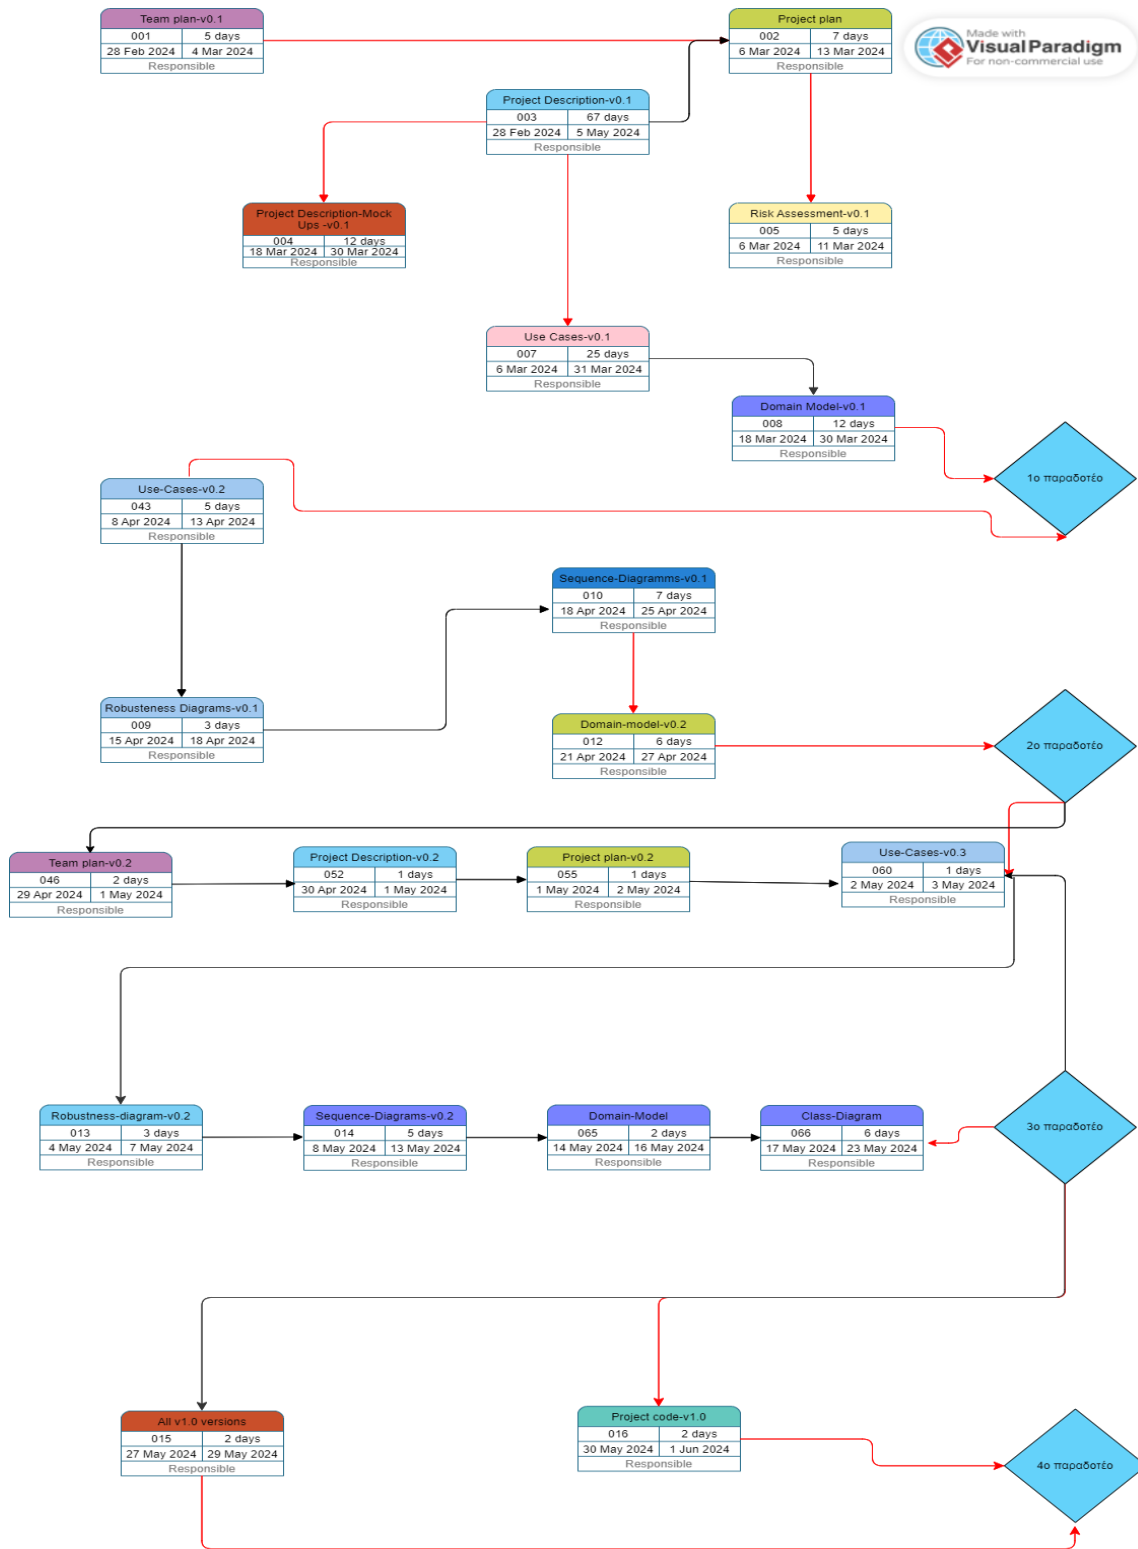 Team plan-v0.1
001 5 days
28 Feb 2024 4 Mar 2024
Responsible
Project plan
002 7 days
6 Mar 2024 13 Mar 2024
Responsible
Made with
Visual Paradigm
For non-commercial use
Project Description-v0.1
003 67 days
28 Feb 2024 5 May 2024
Responsible
Project Description-Mock
Ups -v0.1
004 12 days
18 Mar 2024 30 Mar 2024
Responsible
Risk Assessment-v0.1
005 5 days
6 Mar 2024 11 Mar 2024
Responsible
Use Cases-v0.1
007 25 days
6 Mar 2024 31 Mar 2024
Responsible
Domain Model-v0.1
008 12 days
18 Mar 2024 30 Mar 2024
Responsible
1ο παραδοτέο
Use-Cases-v0.2
043 5 days
8 Apr 2024 13 Apr 2024
Responsible
Sequence-Diagramms-v0.1
010 7 days
18 Apr 2024 25 Apr 2024
Responsible
Robusteness Diagrams-v0.1
009 3 days
15 Apr 2024 18 Apr 2024
Responsible
Domain-model-v0.2
012 6 days
21 Apr 2024 27 Apr 2024
Responsible
2ο παραδοτέο
Team plan-v0.2
046 2 days
29 Apr 2024 1 May 2024
Responsible
Project Description-v0.2
052 1 days
30 Apr 2024 1 May 2024
Responsible
Project plan-v0.2
055 1 days
1 May 2024 2 May 2024
Responsible
Use-Cases-v0.3
060 1 days
2 May 2024 3 May 2024
Responsible
Robustness-diagram-v0.2
013 3 days
4 May 2024 7 May 2024
Responsible
Sequence-Diagrams-v0.2
014 5 days
8 May 2024 13 May 2024
Responsible
Domain-Model
065 2 days
14 May 2024 16 May 2024
Responsible
Class-Diagram
066 6 days
17 May 2024 23 May 2024
Responsible
3ο παραδοτέο
All v1.0 versions
015 2 days
27 May 2024 29 May 2024
Responsible
Project code-v1.0
016 2 days
30 May 2024 1 Jun 2024
Responsible
4ο παραδοτέο